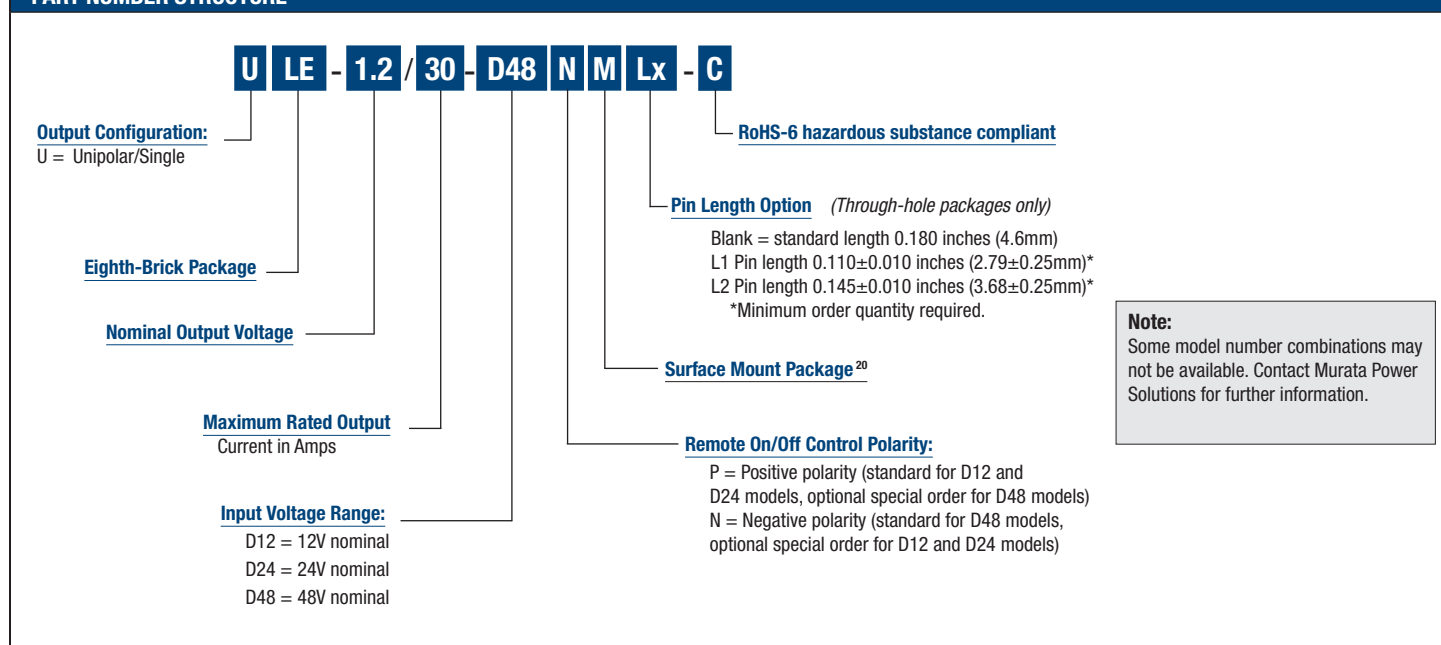 PART NUMBER STRUCTURE
U LE - 1.2 / 30 - D48 N M Lx - C
Output Configuration:
U = Unipolar/Single
RoHS-6 hazardous substance compliant
Pin Length Option (Through-hole packages only)
Blank = standard length 0.180 inches (4.6mm)
L1 Pin length 0.110±0.010 inches (2.79±0.25mm)*
L2 Pin length 0.145±0.010 inches (3.68±0.25mm)*
*Minimum order quantity required.
Eighth-Brick Package
Nominal Output Voltage
Note:
Some model number combinations may
not be available. Contact Murata Power
Solutions for further information.
Surface Mount Package 20
Maximum Rated Output
Current in Amps
Remote On/Off Control Polarity:
P = Positive polarity (standard for D12 and
D24 models, optional special order for D48 models)
N = Negative polarity (standard for D48 models,
optional special order for D12 and D24 models)
Input Voltage Range:
D12 = 12V nominal
D24 = 24V nominal
D48 = 48V nominal